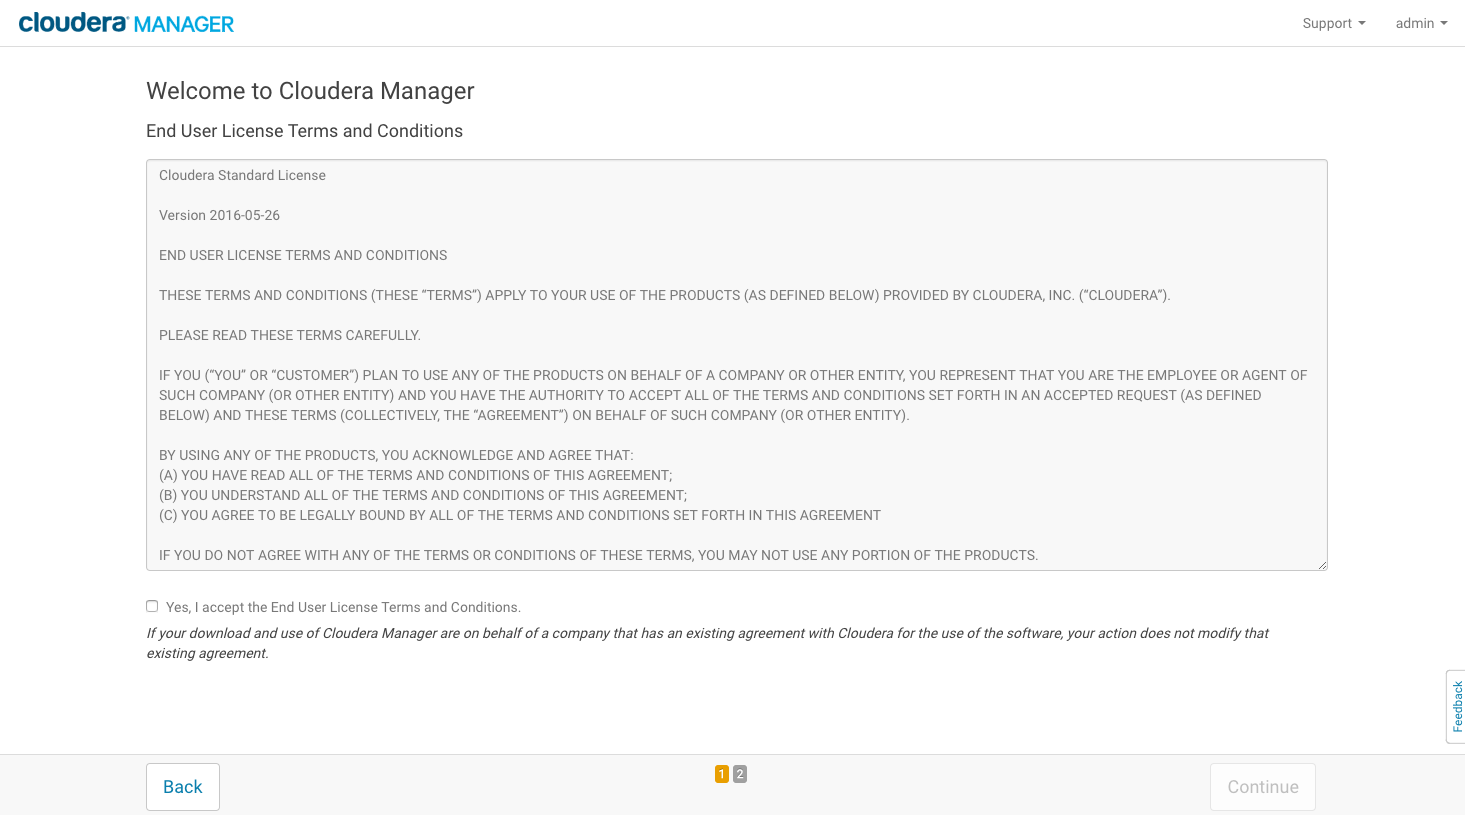 cloudera MANAGER
Support
admin
Welcome to Cloudera Manager
End User License Terms and Conditions
Cloudera Standard License
Version 2016-05-26
END USER LICENSE TERMS AND CONDITIONS
THESE TERMS AND CONDITIONS (THESE “TERMS”) APPLY TO YOUR USE OF THE PRODUCTS (AS DEFINED BELOW) PROVIDED BY CLOUDERA, INC. (“CLOUDERA”).
PLEASE READ THESE TERMS CAREFULLY.
IF YOU (“YOU” OR “CUSTOMER”) PLAN TO USE ANY OF THE PRODUCTS ON BEHALF OF A COMPANY OR OTHER ENTITY, YOU REPRESENT THAT YOU ARE THE EMPLOYEE OR AGENT OF
SUCH COMPANY (OR OTHER ENTITY) AND YOU HAVE THE AUTHORITY TO ACCEPT ALL OF THE TERMS AND CONDITIONS SET FORTH IN AN ACCEPTED REQUEST (AS DEFINED
BELOW) AND THESE TERMS (COLLECTIVELY, THE “AGREEMENT”) ON BEHALF OF SUCH COMPANY (OR OTHER ENTITY).
BY USING ANY OF THE PRODUCTS, YOU ACKNOWLEDGE AND AGREE THAT:
(A) YOU HAVE READ ALL OF THE TERMS AND CONDITIONS OF THIS AGREEMENT;
(B) YOU UNDERSTAND ALL OF THE TERMS AND CONDITIONS OF THIS AGREEMENT;
(C) YOU AGREE TO BE LEGALLY BOUND BY ALL OF THE TERMS AND CONDITIONS SET FORTH IN THIS AGREEMENT
IF YOU DO NOT AGREE WITH ANY OF THE TERMS OR CONDITIONS OF THESE TERMS, YOU MAY NOT USE ANY PORTION OF THE PRODUCTS.
Yes, I accept the End User License Terms and Conditions.
If your download and use of Cloudera Manager are on behalf of a company that has an existing agreement with Cloudera for the use of the software, your action does not modify that
existing agreement.
Feedback
Back
1 2
Continue